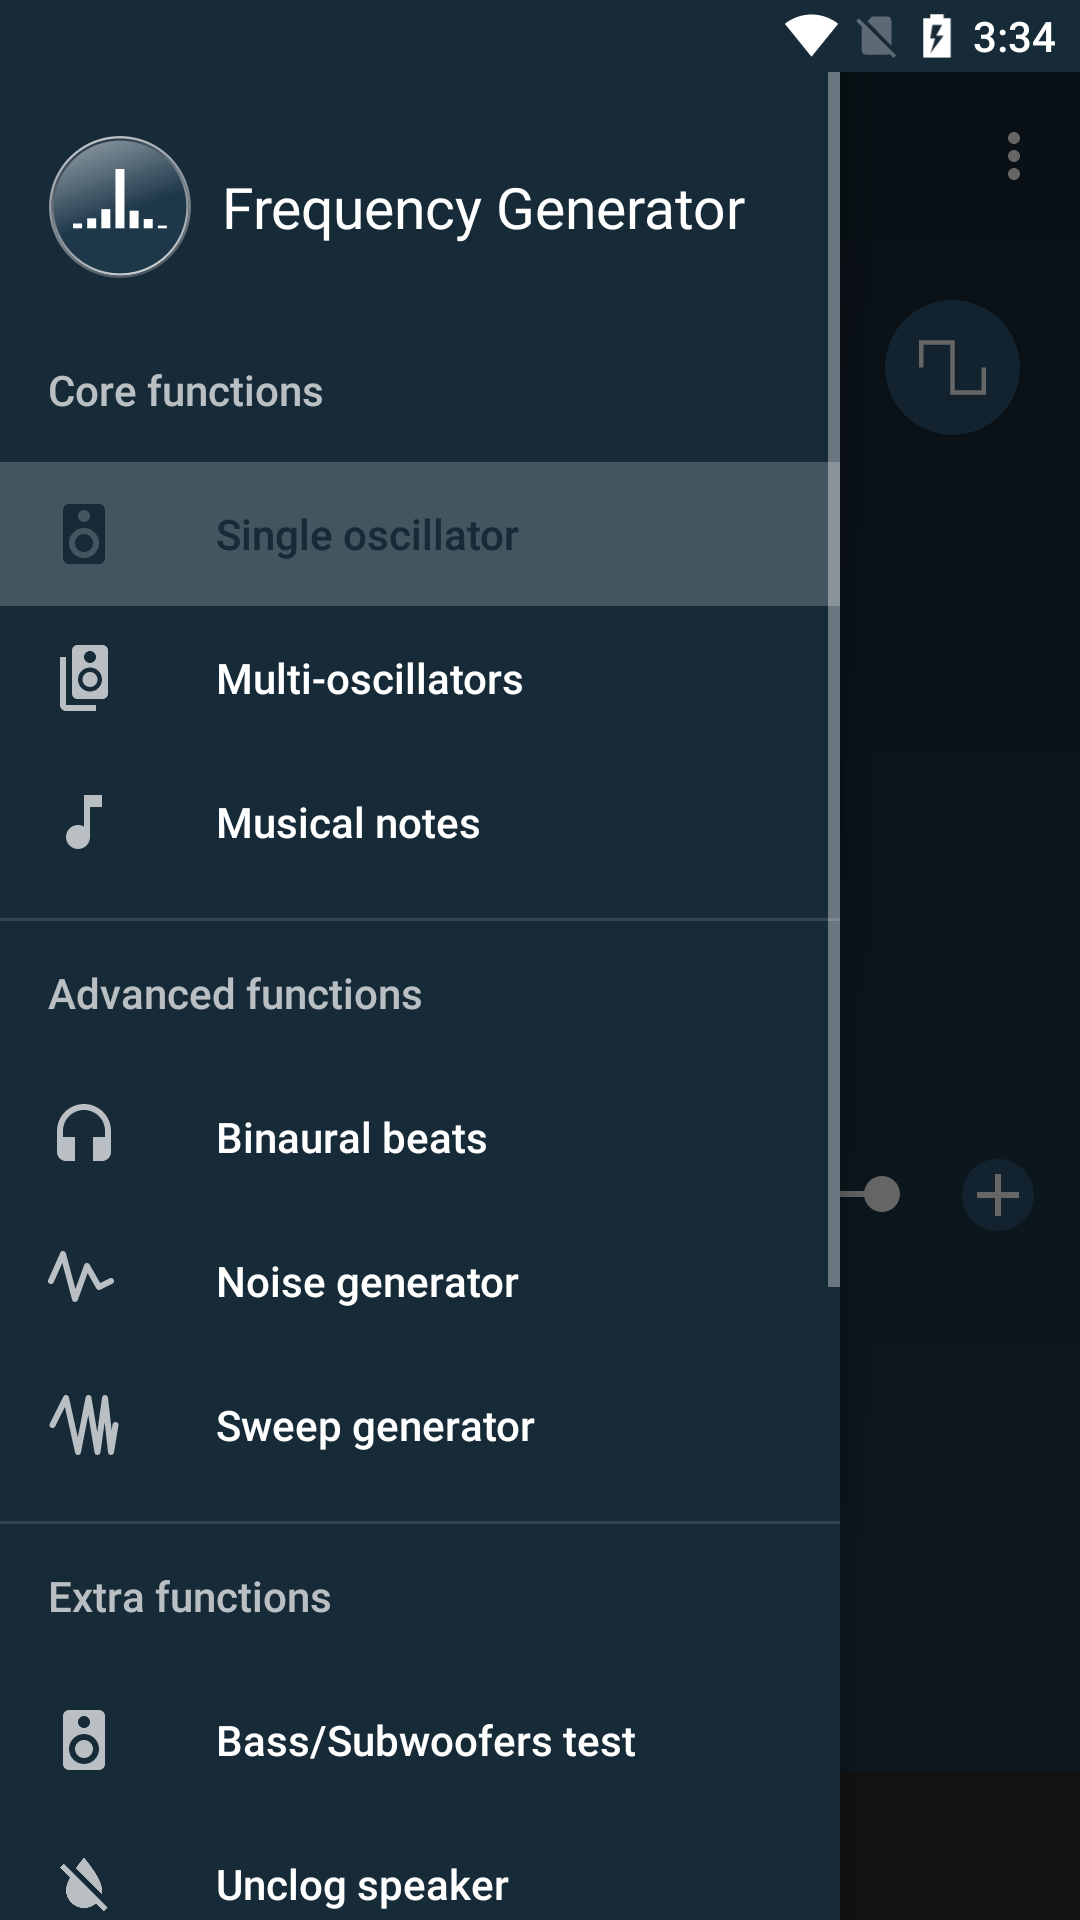 3:34
Frequency Generator
Core functions
Single oscillator
Multi-oscillators
Musical notes
Advanced functions
Binaural beats
Noise generator
Sweep generator
Extra functions
Bass/Subwoofers test
Unclog speaker